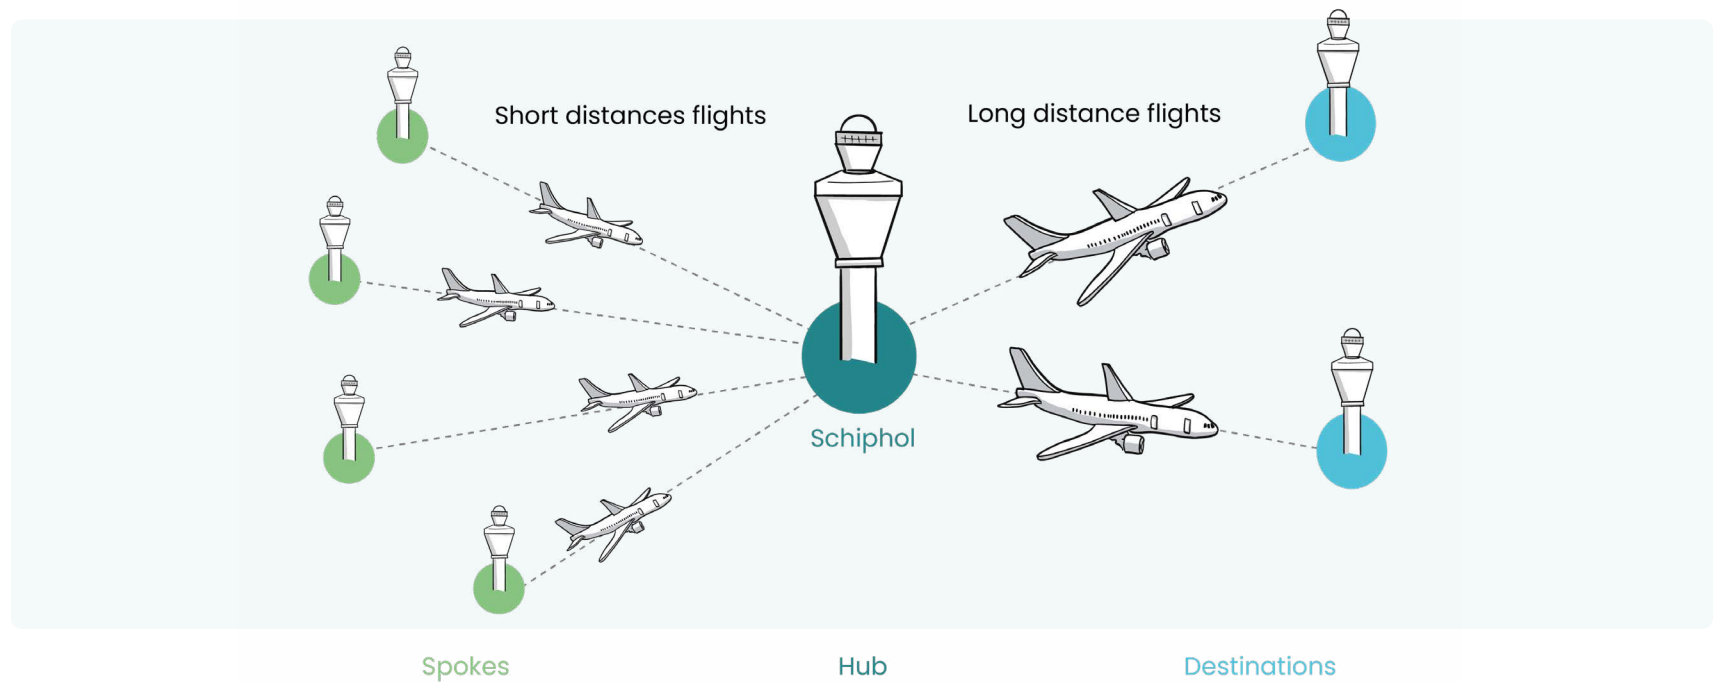 Short distances flights
Long distance flights
Schiphol
Spokes
Hub
Destinations